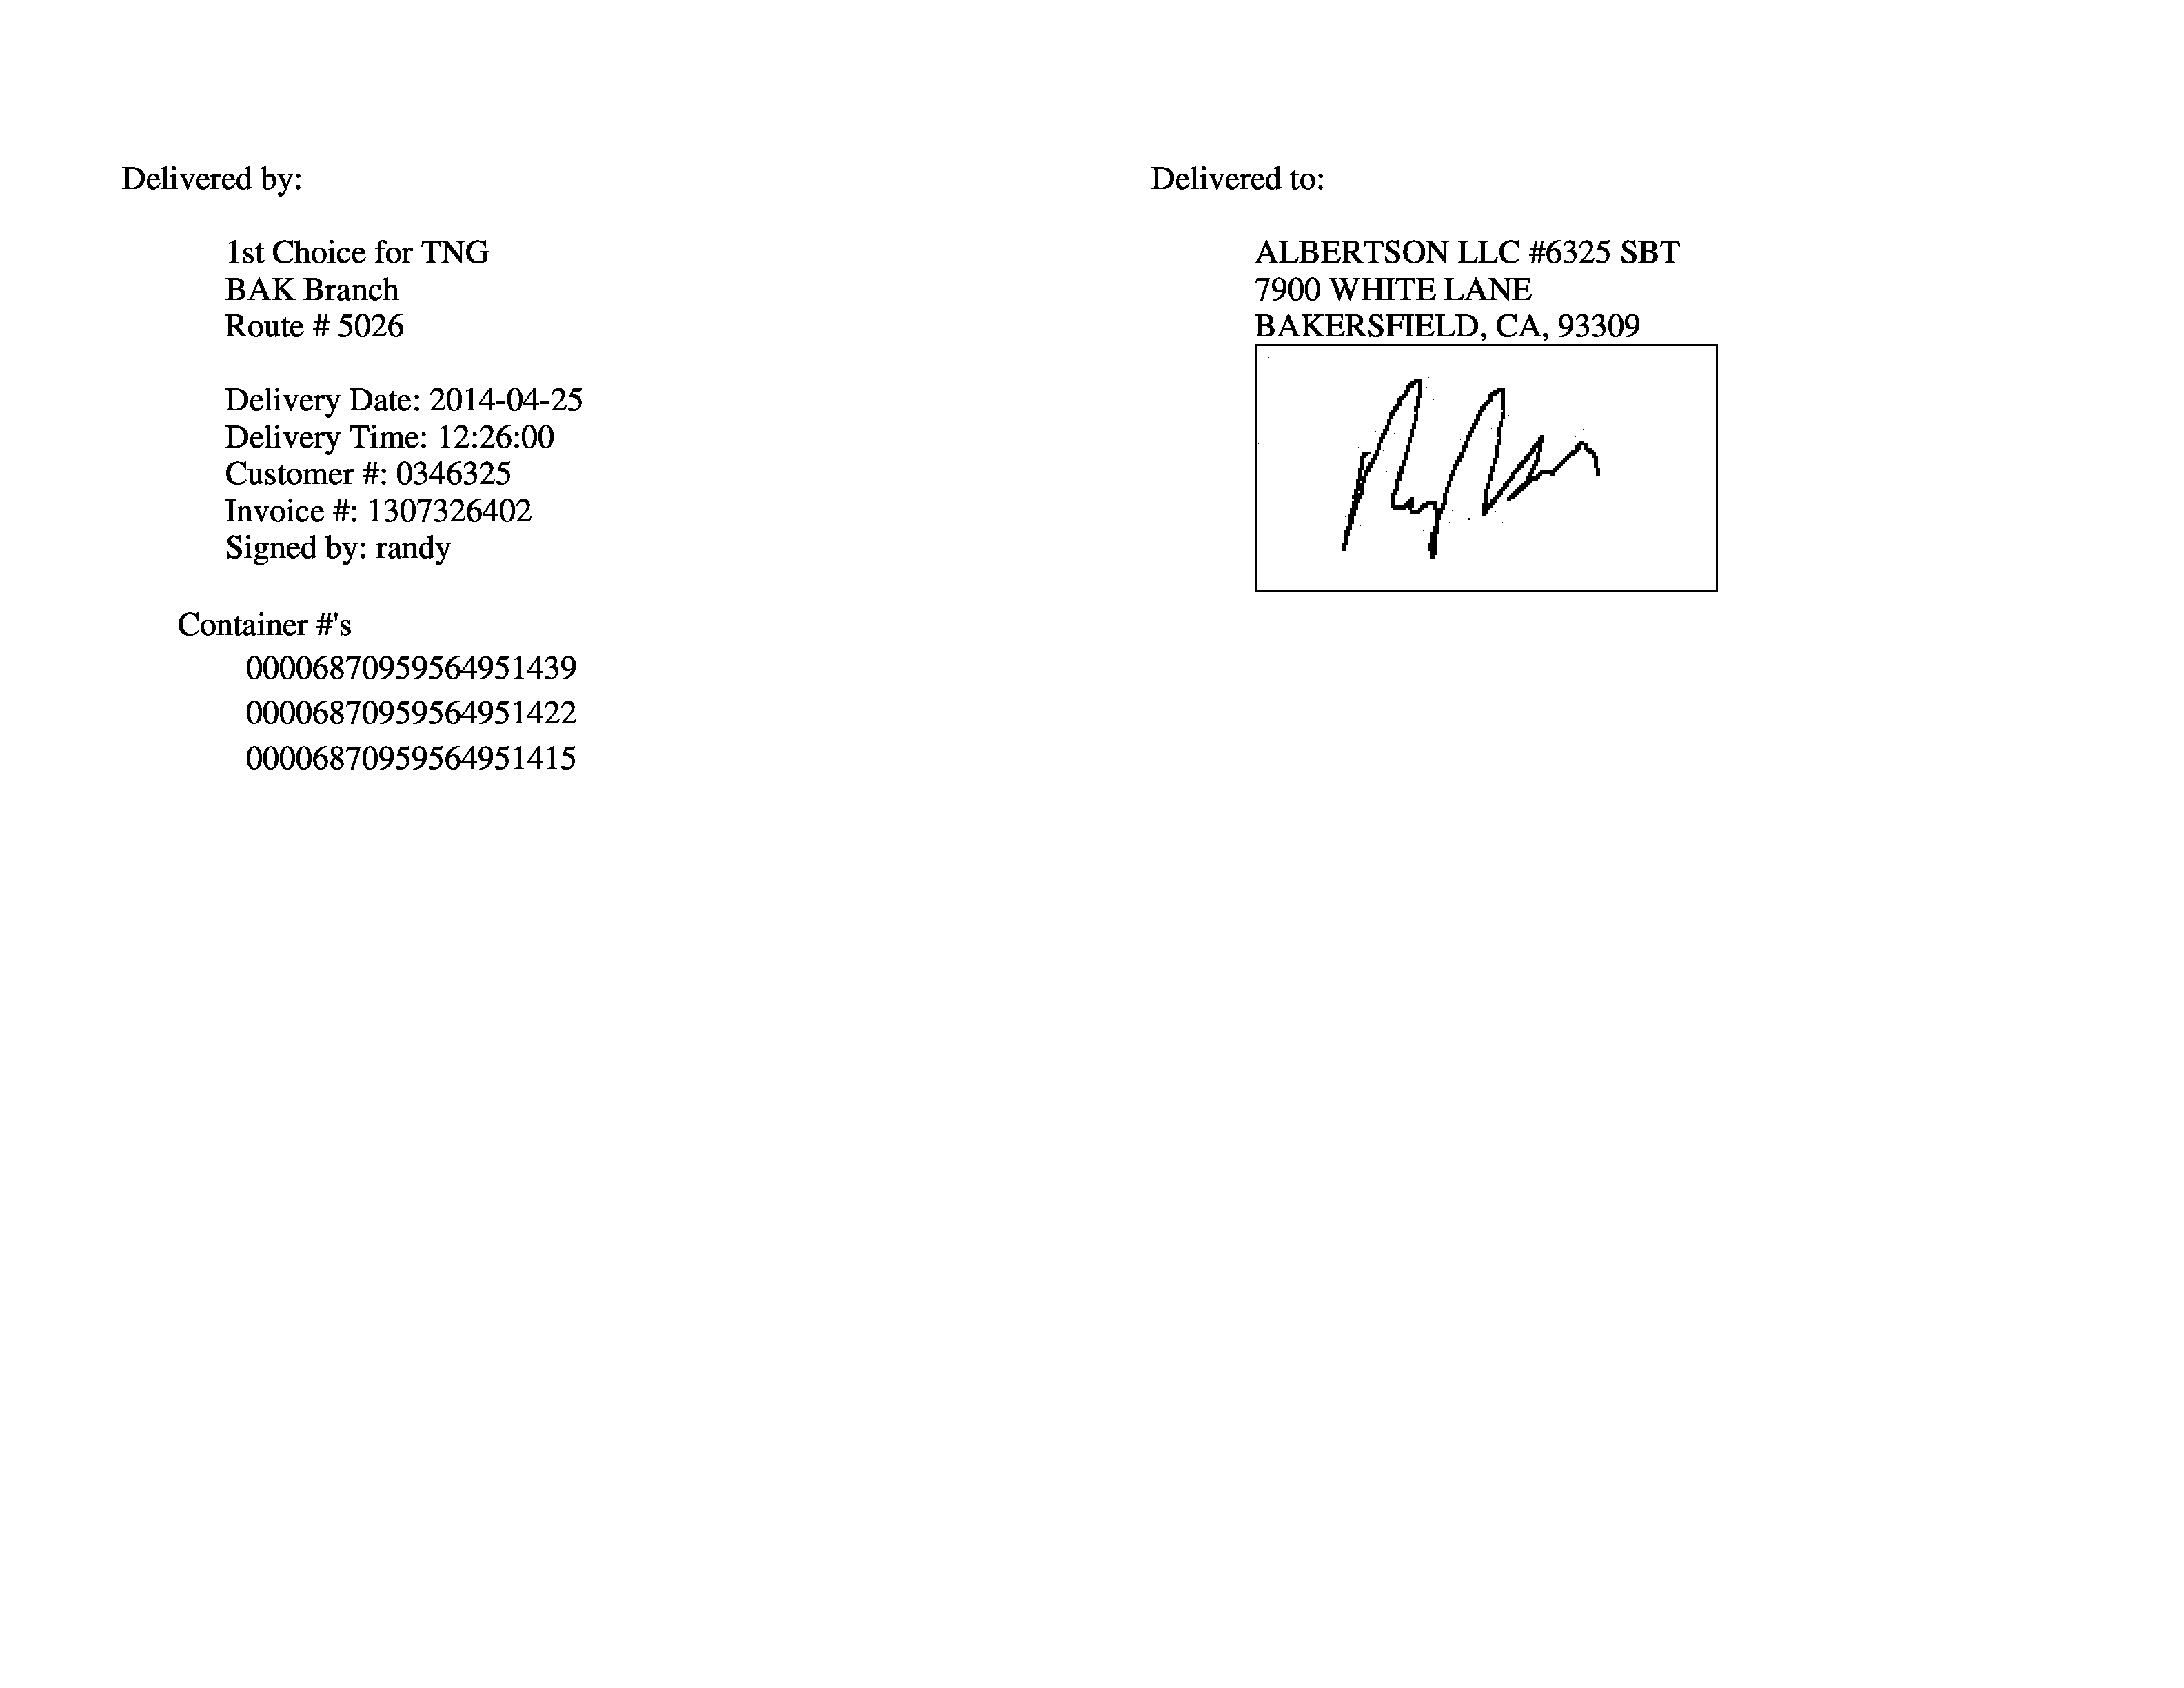 Delivered by:
1st Choice for TNG
BAK Branch
Route # 5026
Delivery Date: 2014-04-25
Delivery Time: 12:26:00
Customer #: 0346325
Invoice #: 1307326402
Signed by: randy
Container #'s
00006870959564951439
00006870959564951422
00006870959564951415
Delivered to:
ALBERTSON LLC #6325 SBT
7900 WHITE LANE
BAKERSFIELD, CA, 93309